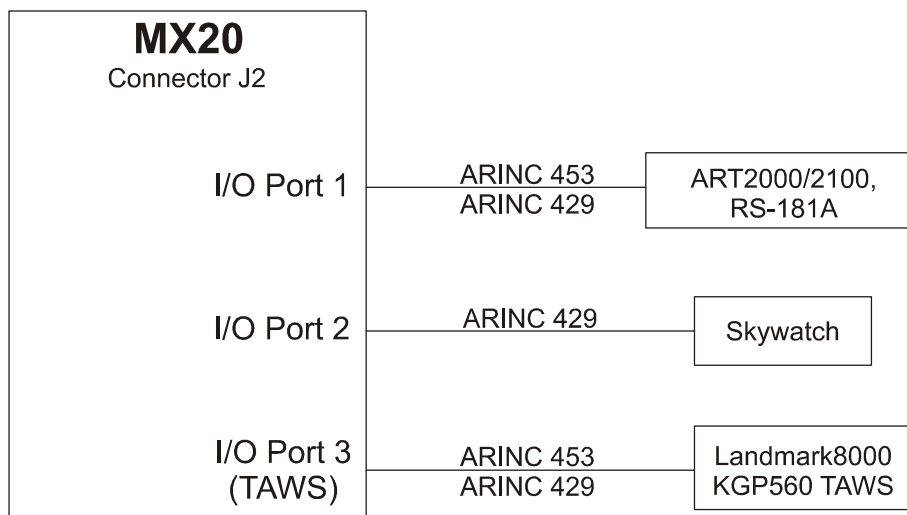 MX20
Connector J2
I/O Port 1
ARINC 453
ARINC 429
ART2000/2100,
RS-181A
I/O Port 2
ARINC 429
Skywatch
I/O Port 3
(TAWS)
ARINC 453
ARINC 429
Landmark8000
KGP560 TAWS